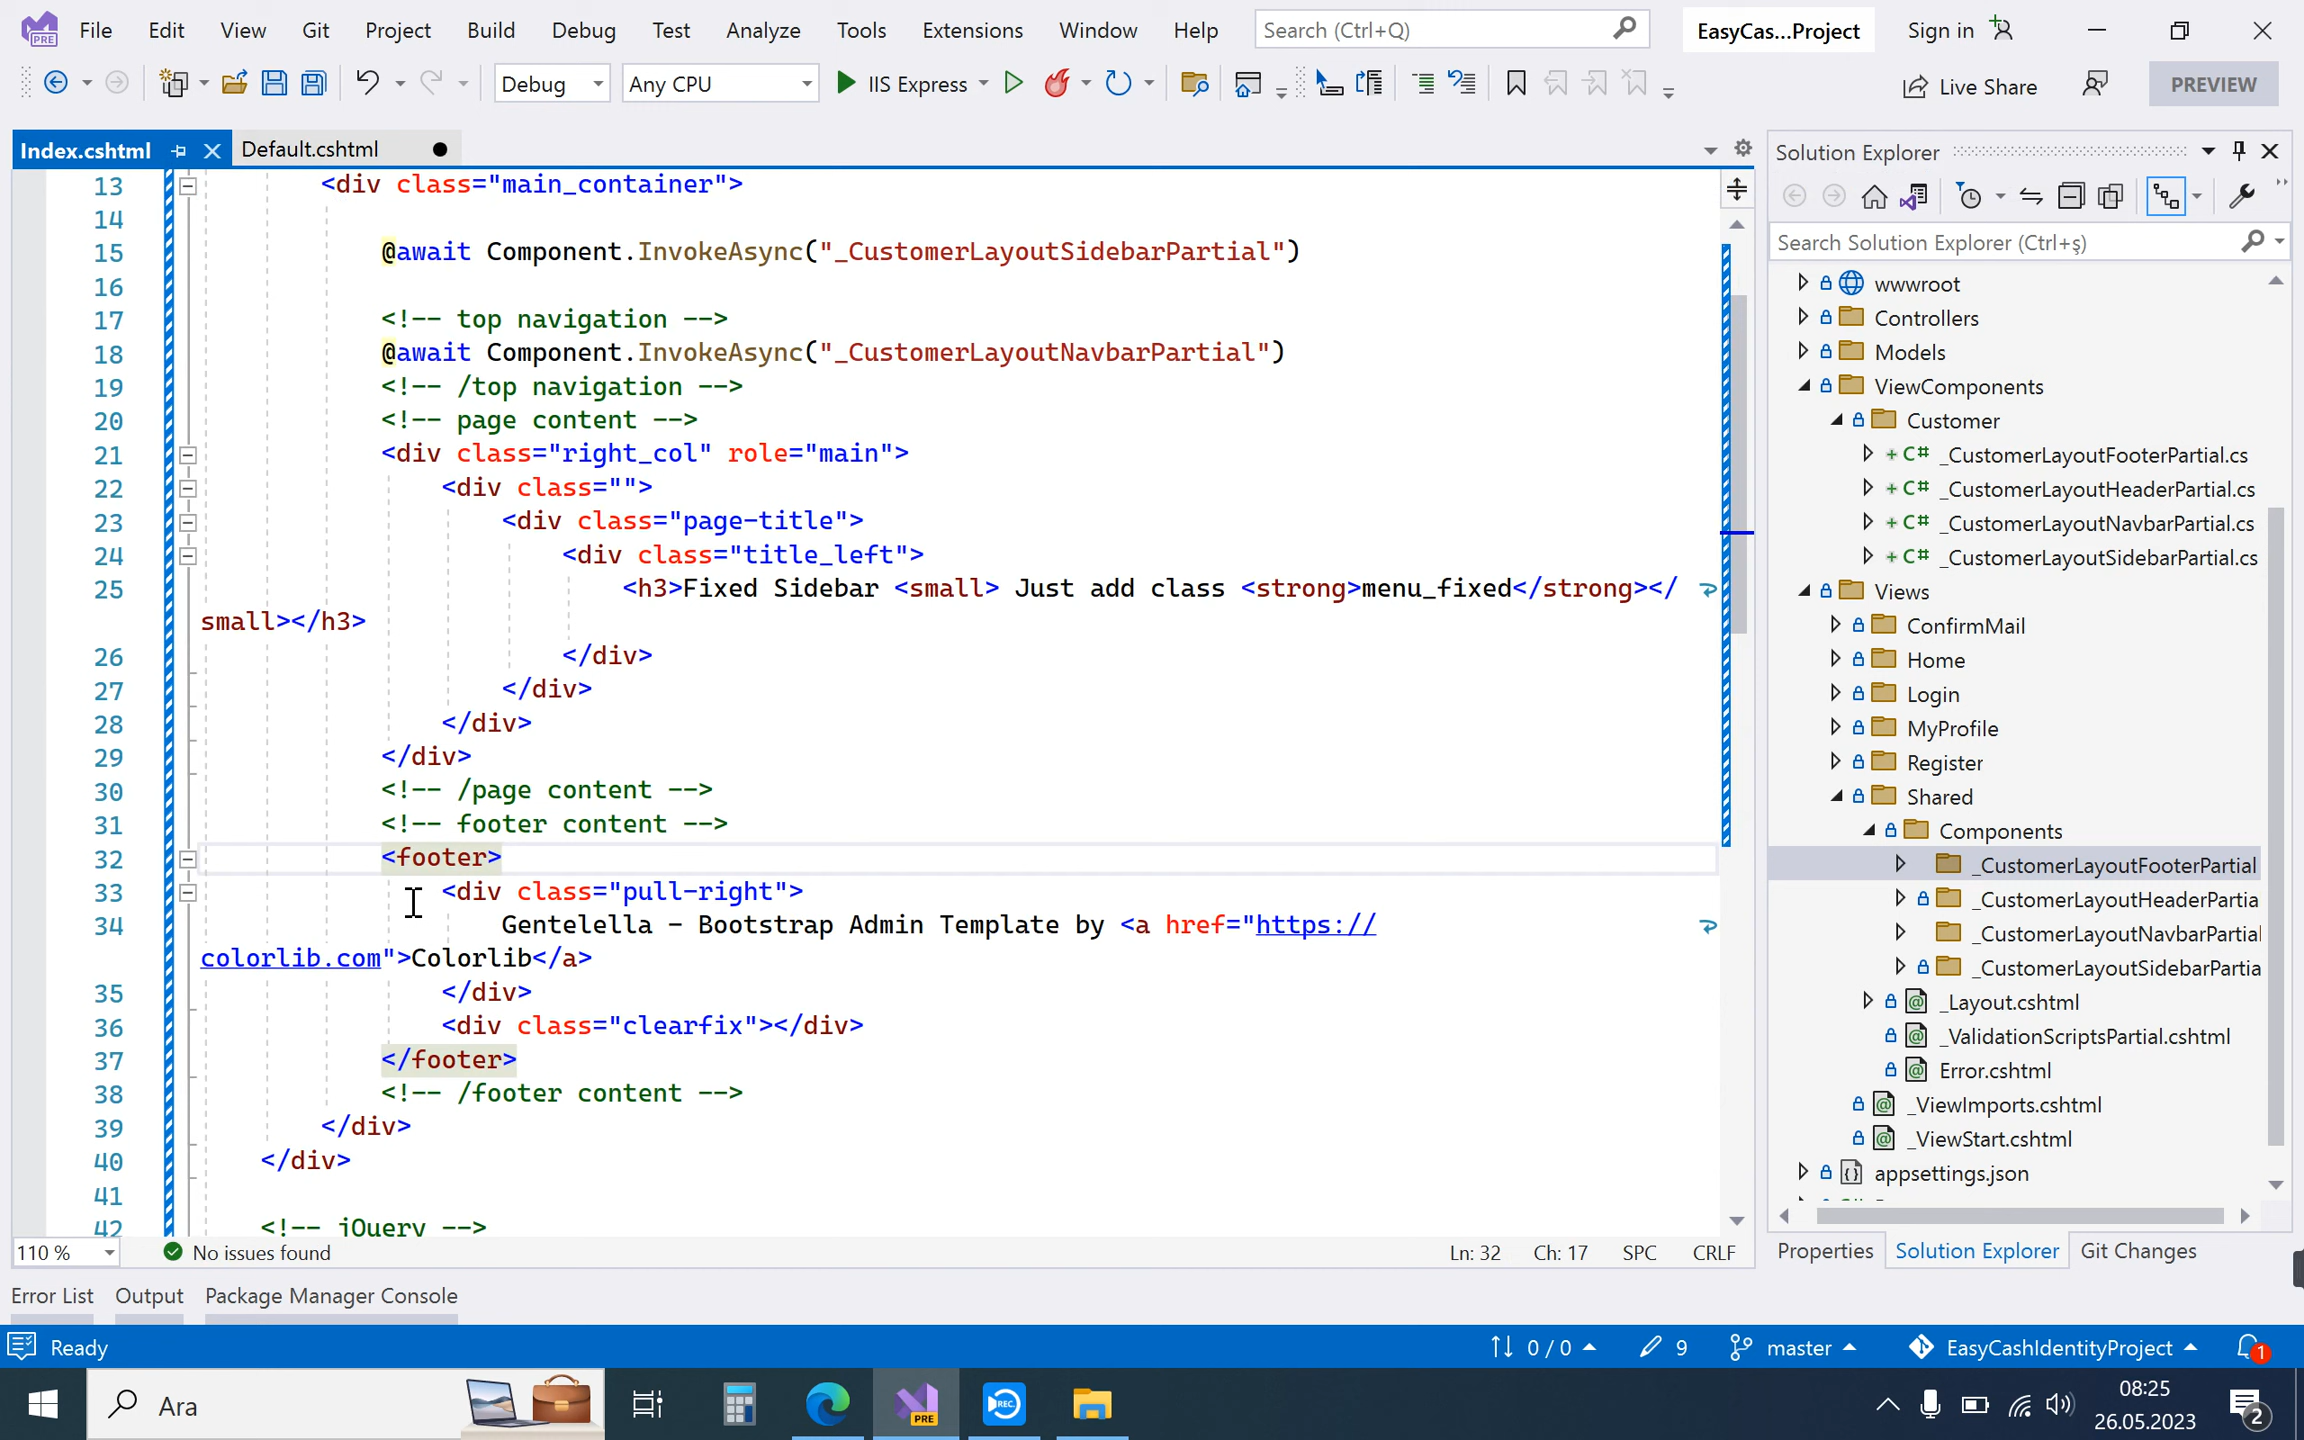 File Edit View Git Project Build Debug Test Analyze Tools Extensions Window Help Search (Ctrl+Q) EasyCas...Project Sign in
PRE
Debug Any CPU IIS Express Live Share PREVIEW
Index.cshtml Default.cshtml
13 <div class="main_container">
14
15 @await Component.InvokeAsync("_CustomerLayoutSidebarPartial")
16
17 <!-- top navigation -->
18 @await Component.InvokeAsync("_CustomerLayoutNavbarPartial")
19 <!-- /top navigation -->
20 <!-- page content -->
21 <div class="right_col" role="main">
22 <div class="">
23 <div class="page-title">
24 <div class="title_left">
25 <h3>Fixed Sidebar <small> Just add class <strong>menu_fixed</strong></
small></h3>
26 </div>
27 </div>
28 </div>
29 </div>
30 <!-- /page content -->
31 <!-- footer content -->
32 <footer>
33 <div class="pull-right">
34 Gentelella - Bootstrap Admin Template by <a href="https://
colorlib.com">Colorlib</a>
35 </div>
36 <div class="clearfix"></div>
37 </footer>
38 <!-- /footer content -->
39 </div>
40 </div>
41
42 <!-- jQuery -->
110 % No issues found Ln: 32 Ch: 17 SPC CRLF
Solution Explorer
Search Solution Explorer (Ctrl+ş)
wwwroot
Controllers
Models
ViewComponents
Customer
+ C# _CustomerLayoutFooterPartial.cs
+ C# _CustomerLayoutHeaderPartial.cs
+ C# _CustomerLayoutNavbarPartial.cs
+ C# _CustomerLayoutSidebarPartial.cs
Views
ConfirmMail
Home
Login
MyProfile
Register
Shared
Components
_CustomerLayoutFooterPartial
_CustomerLayoutHeaderPartia
_CustomerLayoutNavbarPartial
_CustomerLayoutSidebarPartia
_Layout.cshtml
_ValidationScriptsPartial.cshtml
Error.cshtml
_ViewImports.cshtml
_ViewStart.cshtml
appsettings.json
Properties Solution Explorer Git Changes
Error List Output Package Manager Console
Ready 0 / 0 9 master EasyCashIdentityProject 1
Ara PRE REC 08:25
26.05.2023 2